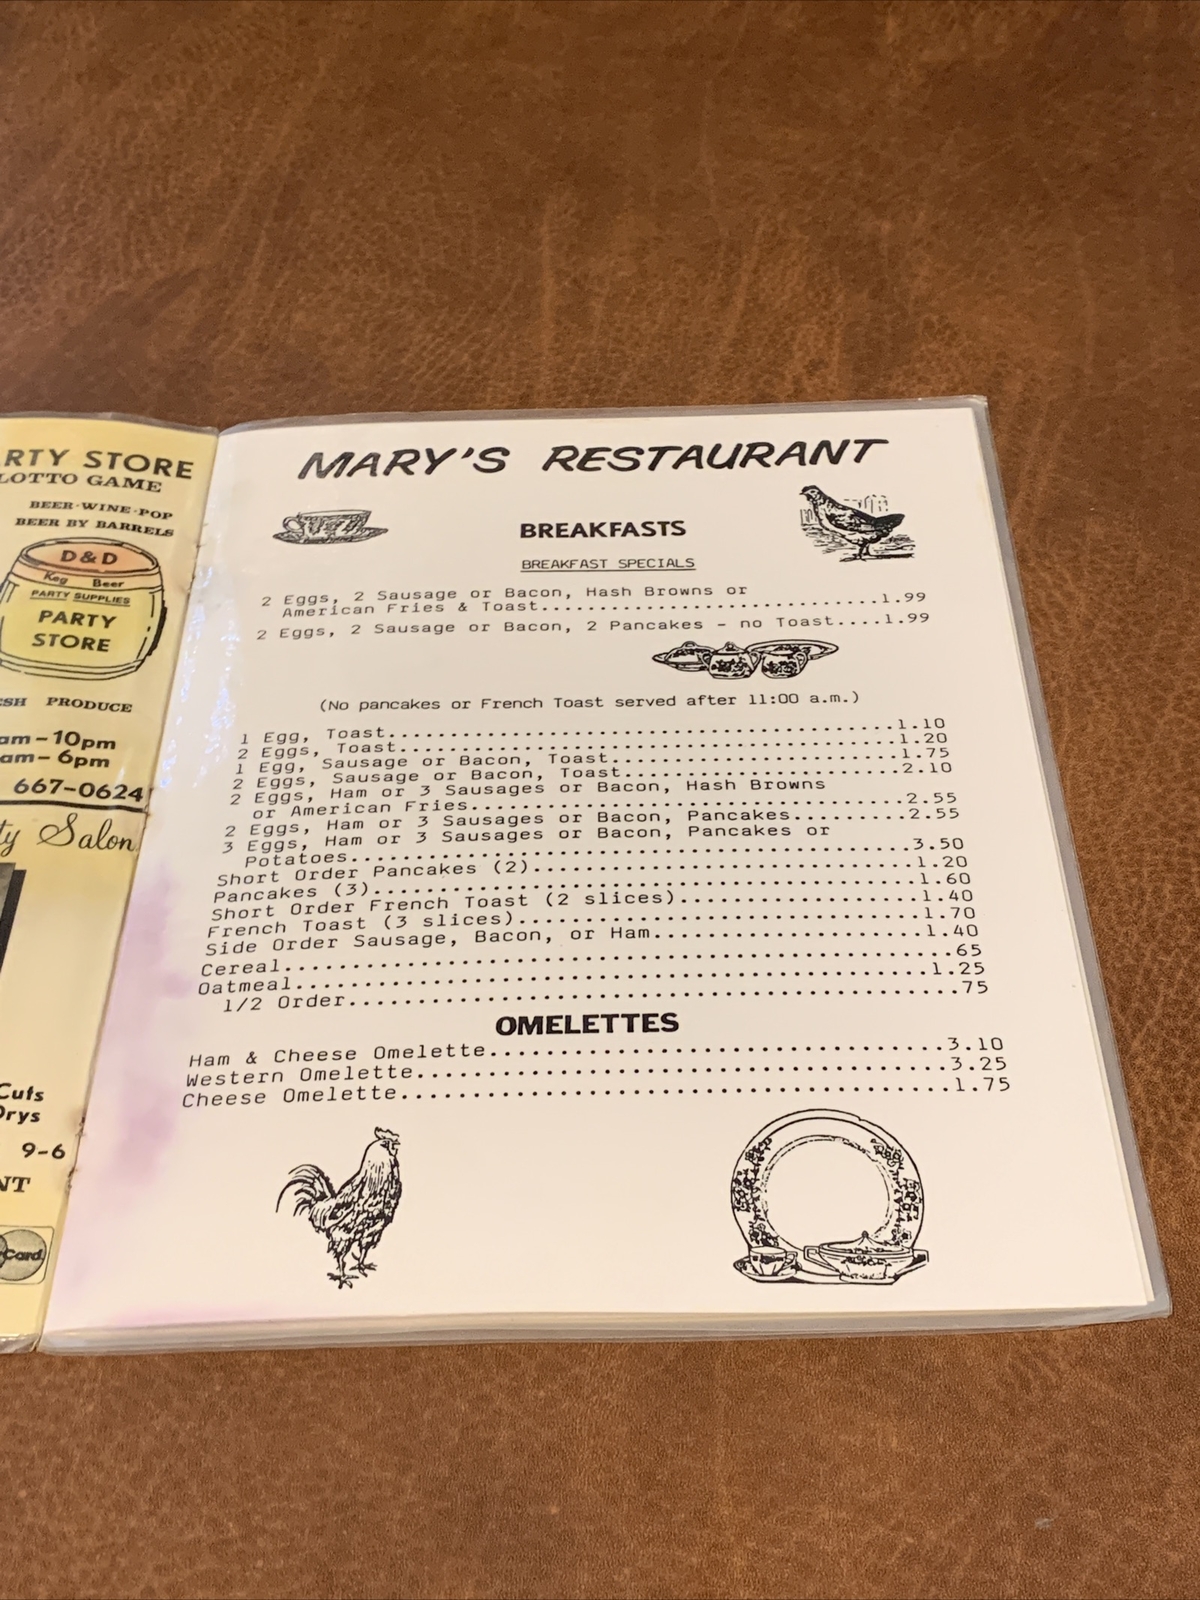 RTY STORE
LOTTO GAME
BEER-WINE-POP
BEER BY BARRELS
D&D
Keg Beer
PARTY SUPPLIES
PARTY
STORE
PRODUCE
am-10pm
am-6pm
667-0624
Salon
Cuts
Drys
9-6
Card
MARY'S RESTAURANT
BREAKFASTS
BREAKFAST SPECIALS
2 Eggs, 2 Sausage or Bacon, Hash Browns or
American Fries & Toast...............................1.99
2 Eggs, 2 Sausage or Bacon, 2 Pancakes - no Toast....1.99
(No pancakes or French Toast served after 11:00 a.m.)
1 Egg, Toast.............................................1.10
2 Eggs, Toast............................................1.20
1 Egg, Sausage or Bacon, Toast...........................1.75
2 Eggs, Sausage or Bacon, Toast..........................2.10
2 Eggs, Ham or 3 Sausages or Bacon, Hash Browns
or American Fries.....................................2.55
2 Eggs, Ham or 3 Sausages or Bacon, Pancakes.........2.55
3 Eggs, Ham or 3 Sausages or Bacon, Pancakes or
Potatoes..............................................3.50
Short Order Pancakes (2).................................1.20
Pancakes (3).............................................1.60
Short Order French Toast (2 slices)......................1.40
French Toast (3 slices)..................................1.70
Side Order Sausage, Bacon, or Ham........................1.40
Cereal...................................................65
Oatmeal..................................................1.25
1/2 Order................................................75
OMELETTES
Ham & Cheese Omelette....................................3.10
Western Omelette.........................................3.25
Cheese Omelette..........................................1.75